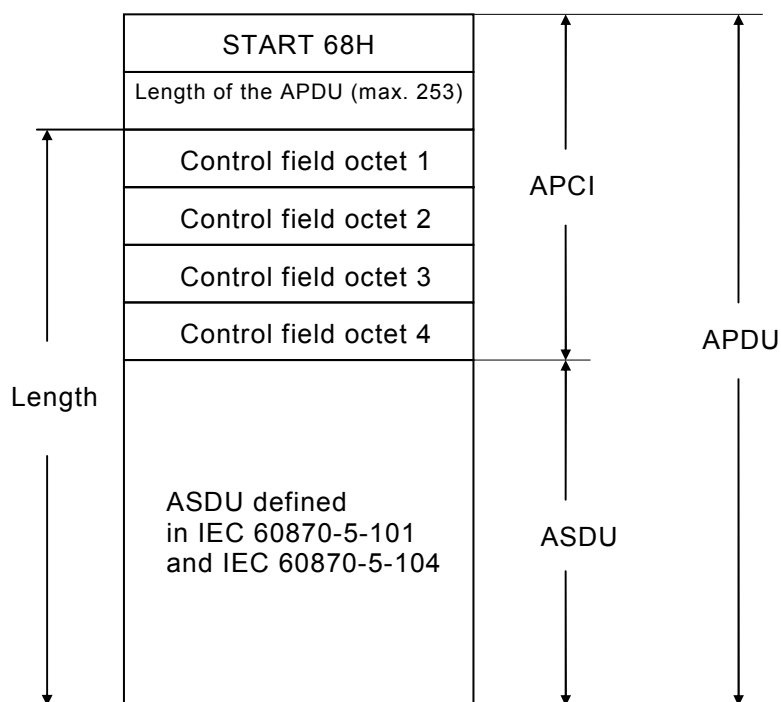 START 68H
Length of the APDU (max. 253)
Control field octet 1
Control field octet 2
Control field octet 3
Control field octet 4
ASDU defined
in IEC 60870-5-101
and IEC 60870-5-104
Length
APCI
ASDU
APDU